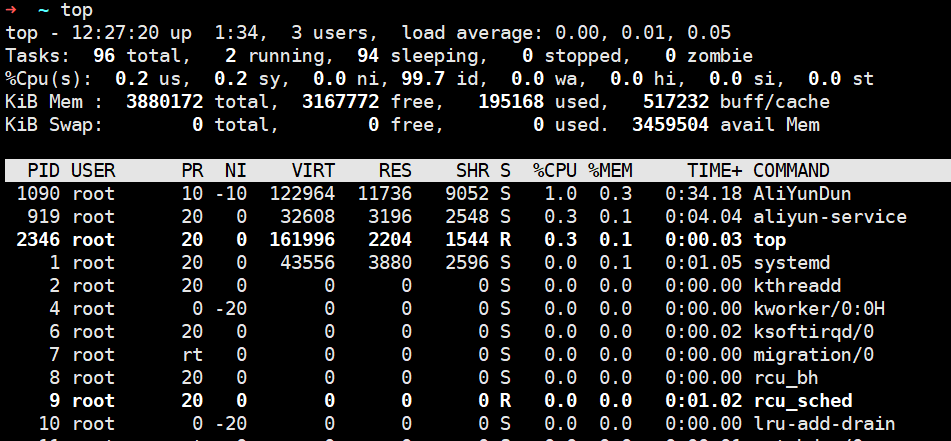 ➜  ~ top
top - 12:27:20 up  1:34,  3 users,  load average: 0.00, 0.01, 0.05
Tasks:  96 total,   2 running,  94 sleeping,   0 stopped,   0 zombie
%Cpu(s):  0.2 us,  0.2 sy,  0.0 ni, 99.7 id,  0.0 wa,  0.0 hi,  0.0 si,  0.0 st
KiB Mem :  3880172 total,  3167772 free,   195168 used,   517232 buff/cache
KiB Swap:        0 total,        0 free,        0 used.  3459504 avail Mem
  PID USER      PR  NI    VIRT    RES    SHR S  %CPU %MEM     TIME+ COMMAND
 1090 root      10 -10  122964  11736   9052 S   1.0  0.3   0:34.18 AliYunDun
  919 root      20   0   32608   3196   2548 S   0.3  0.1   0:04.04 aliyun-service
 2346 root      20   0  161996   2204   1544 R   0.3  0.1   0:00.03 top
    1 root      20   0   43556   3880   2596 S   0.0  0.1   0:01.05 systemd
    2 root      20   0       0      0      0 S   0.0  0.0   0:00.00 kthreadd
    4 root       0 -20       0      0      0 S   0.0  0.0   0:00.00 kworker/0:0H
    6 root      20   0       0      0      0 S   0.0  0.0   0:00.02 ksoftirqd/0
    7 root      rt   0       0      0      0 S   0.0  0.0   0:00.00 migration/0
    8 root      20   0       0      0      0 S   0.0  0.0   0:00.00 rcu_bh
    9 root      20   0       0      0      0 R   0.0  0.0   0:01.02 rcu_sched
   10 root       0 -20       0      0      0 S   0.0  0.0   0:00.00 lru-add-drain